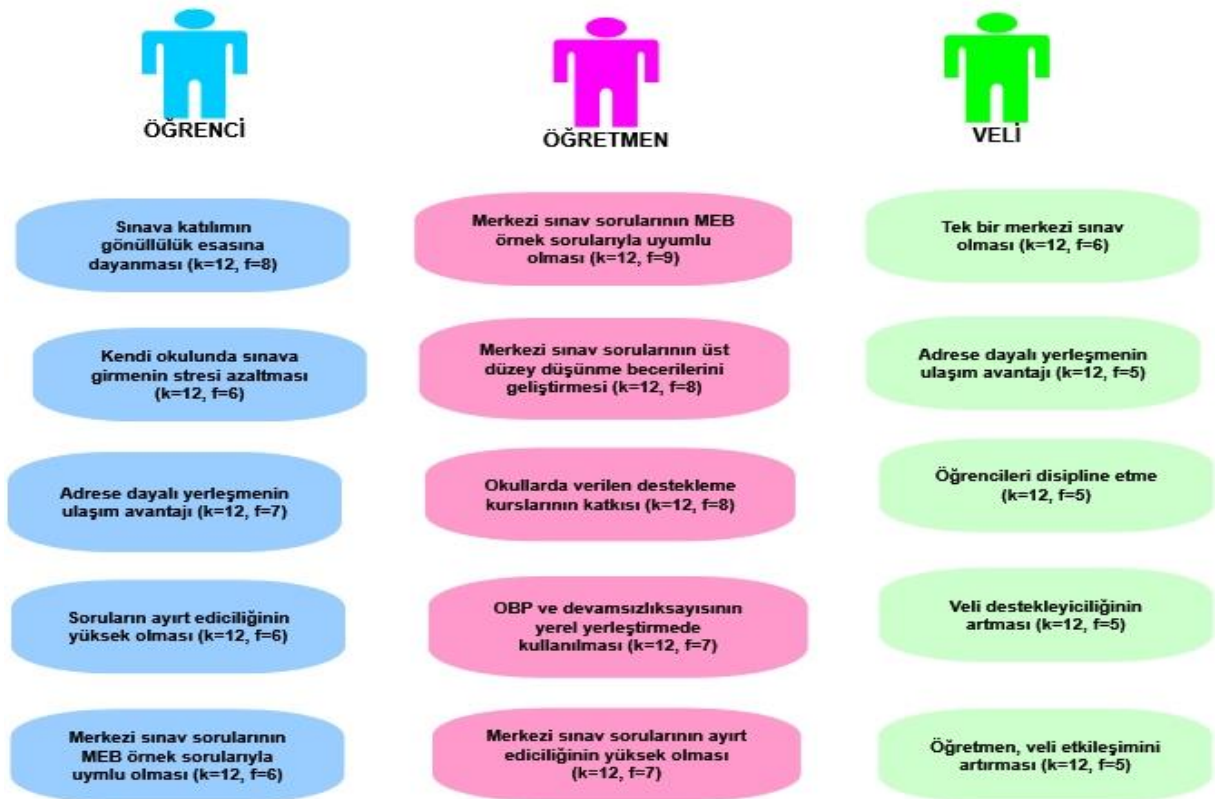 ÖĞRENCİ
Sınava katılımın
gönüllülük esasına
dayanması (k=12, f=8)
Kendi okulunda sınava
girmenin stresi azaltması
(k=12, f=6)
Adrese dayalı yerleşmenin
ulaşım avantajı (k=12, f=7)
Soruların ayırt ediciliğinin
yüksek olması (k=12, f=6)
Merkezi sınav sorularının
MEB örnek sorularıyla
uymlu olması (k=12, f=6)
ÖĞRETMEN
Merkezi sınav sorularının MEB
örnek sorularıyla uyumlu
olması (k=12, f=9)
Merkezi sınav sorularının üst
düzey düşünme becerilerini
geliştirmesi (k=12, f=8)
Okullarda verilen destekleme
kurslarının katkısı (k=12, f=8)
OBP ve devamsızlıksayısının
yerel yerleştirmede
kullanılması (k=12, f=7)
Merkezi sınav sorularının ayırt
ediciliğinin yüksek olması
(k=12, f=7)
VELİ
Tek bir merkezi sınav
olması (k=12, f=6)
Adrese dayalı yerleşmenin
ulaşım avantajı (k=12, f=5)
Öğrencileri disipline etme
(k=12, f=5)
Veli destekleyiciliğinin
artması (k=12, f=5)
Öğretmen, veli etkileşimini
artırması (k=12, f=5)